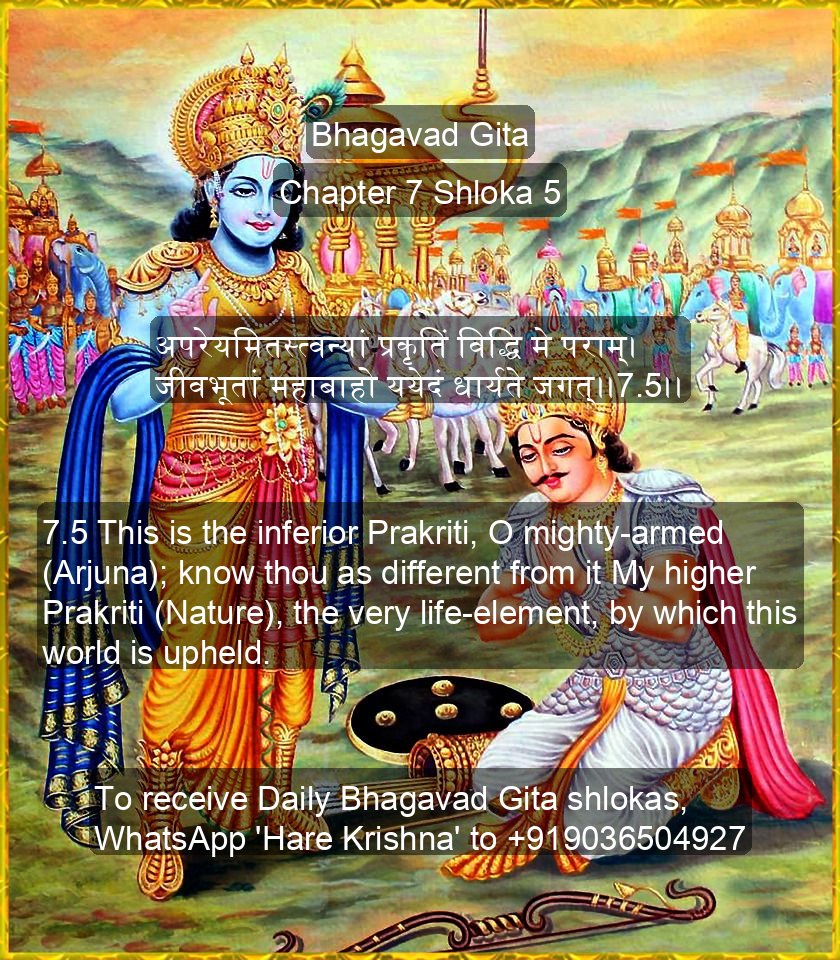 Bhagavad Gita
Chapter 7 Shloka 5
अपरेयमितस्त्वन्यां प्रकृतिं विद्धि मे पराम्।
जीवभूतां महाबाहो ययेदं धार्यते जगत्।।7.5।।
7.5 This is the inferior Prakriti, O mighty-armed
(Arjuna); know thou as different from it My higher
Prakriti (Nature), the very life-element, by which this
world is upheld.
To receive Daily Bhagavad Gita shlokas,
WhatsApp 'Hare Krishna' to +919036504927